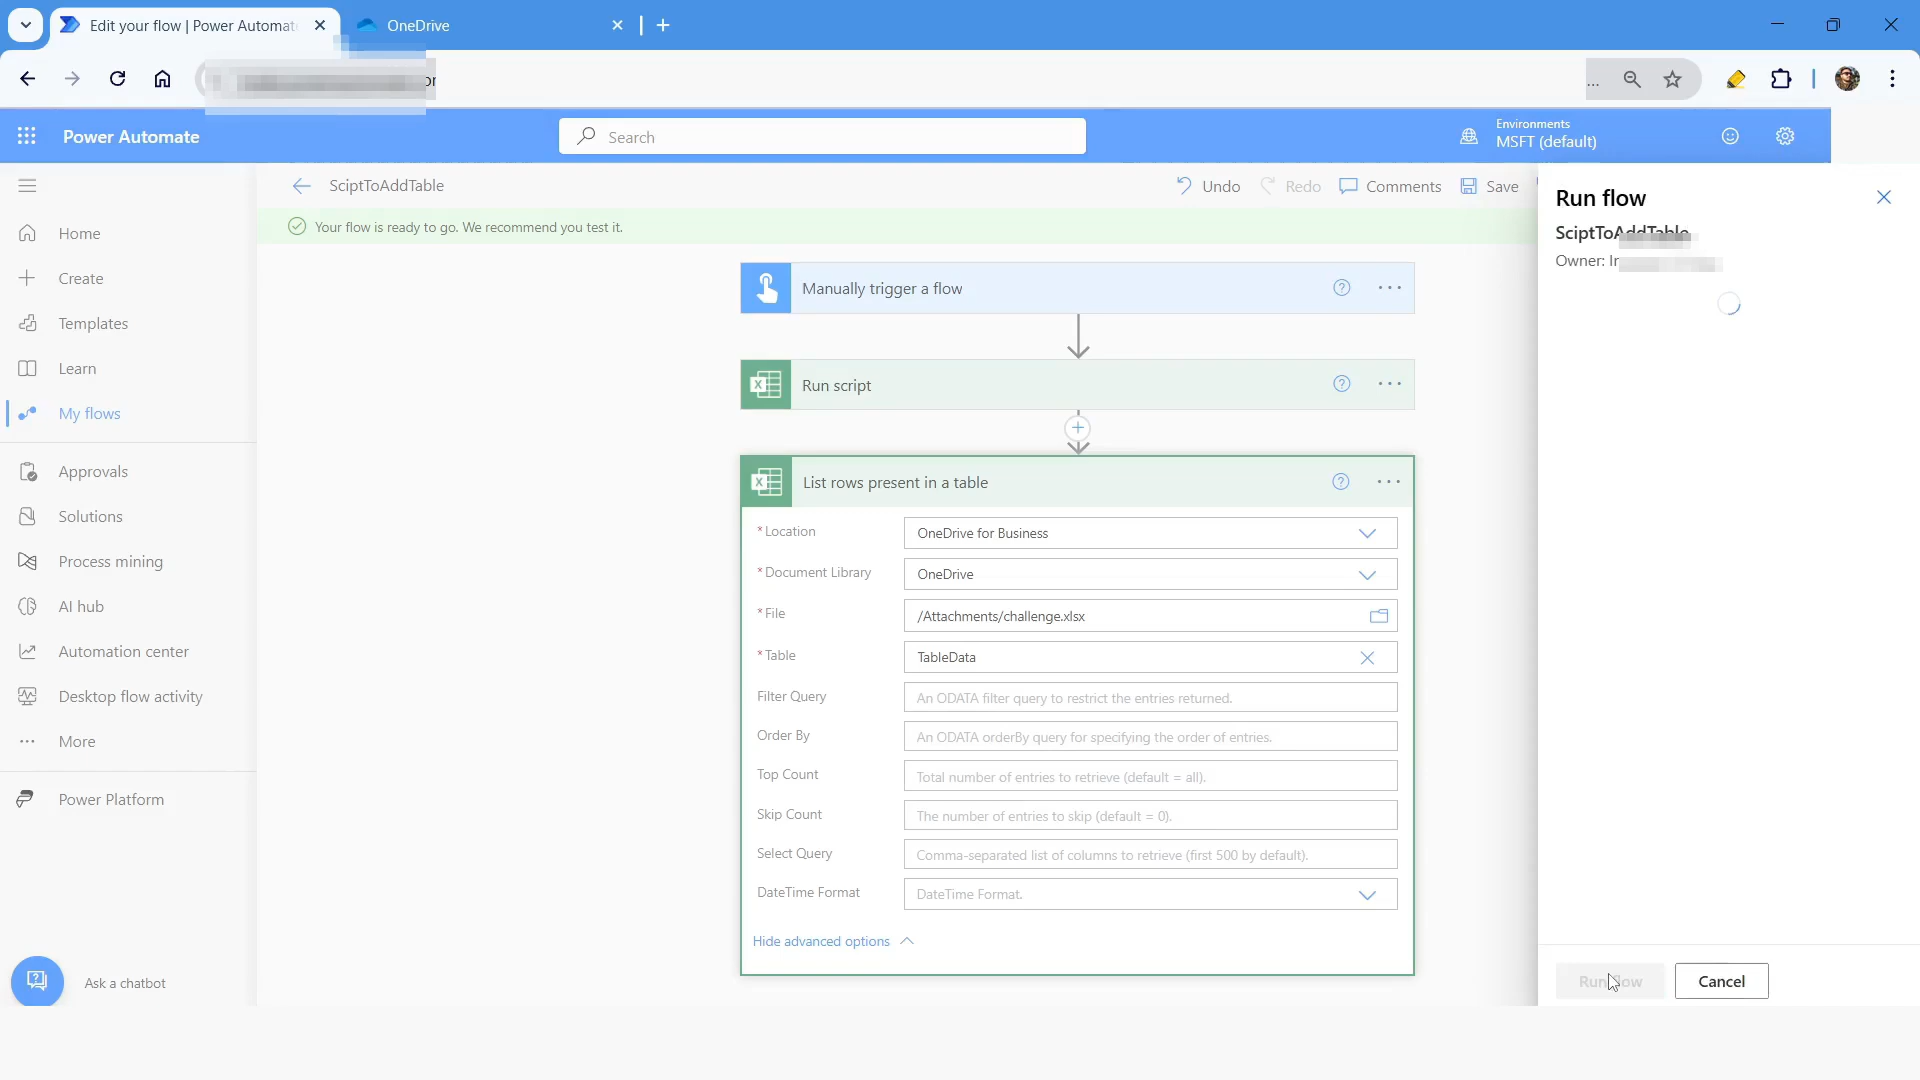 Edit your flow | Power Automat
OneDrive
Power Automate
Search
Environments
MSFT (default)
SciptToAddTable
Undo
Redo
Comments
Save
Your flow is ready to go. We recommend you test it.
Home
Create
Templates
Learn
My flows
Approvals
Solutions
Process mining
AI hub
Automation center
Desktop flow activity
More
Power Platform
Ask a chatbot
Manually trigger a flow
Run script
List rows present in a table
* Location
OneDrive for Business
* Document Library
OneDrive
* File
/Attachments/challenge.xlsx
* Table
TableData
Filter Query
An ODATA filter query to restrict the entries returned.
Order By
An ODATA orderBy query for specifying the order of entries.
Top Count
Total number of entries to retrieve (default = all).
Skip Count
The number of entries to skip (default = 0).
Select Query
Comma-separated list of columns to retrieve (first 500 by default).
DateTime Format
DateTime Format.
Hide advanced options
Run flow
SciptToAddTable
Owner:
Run flow
Cancel